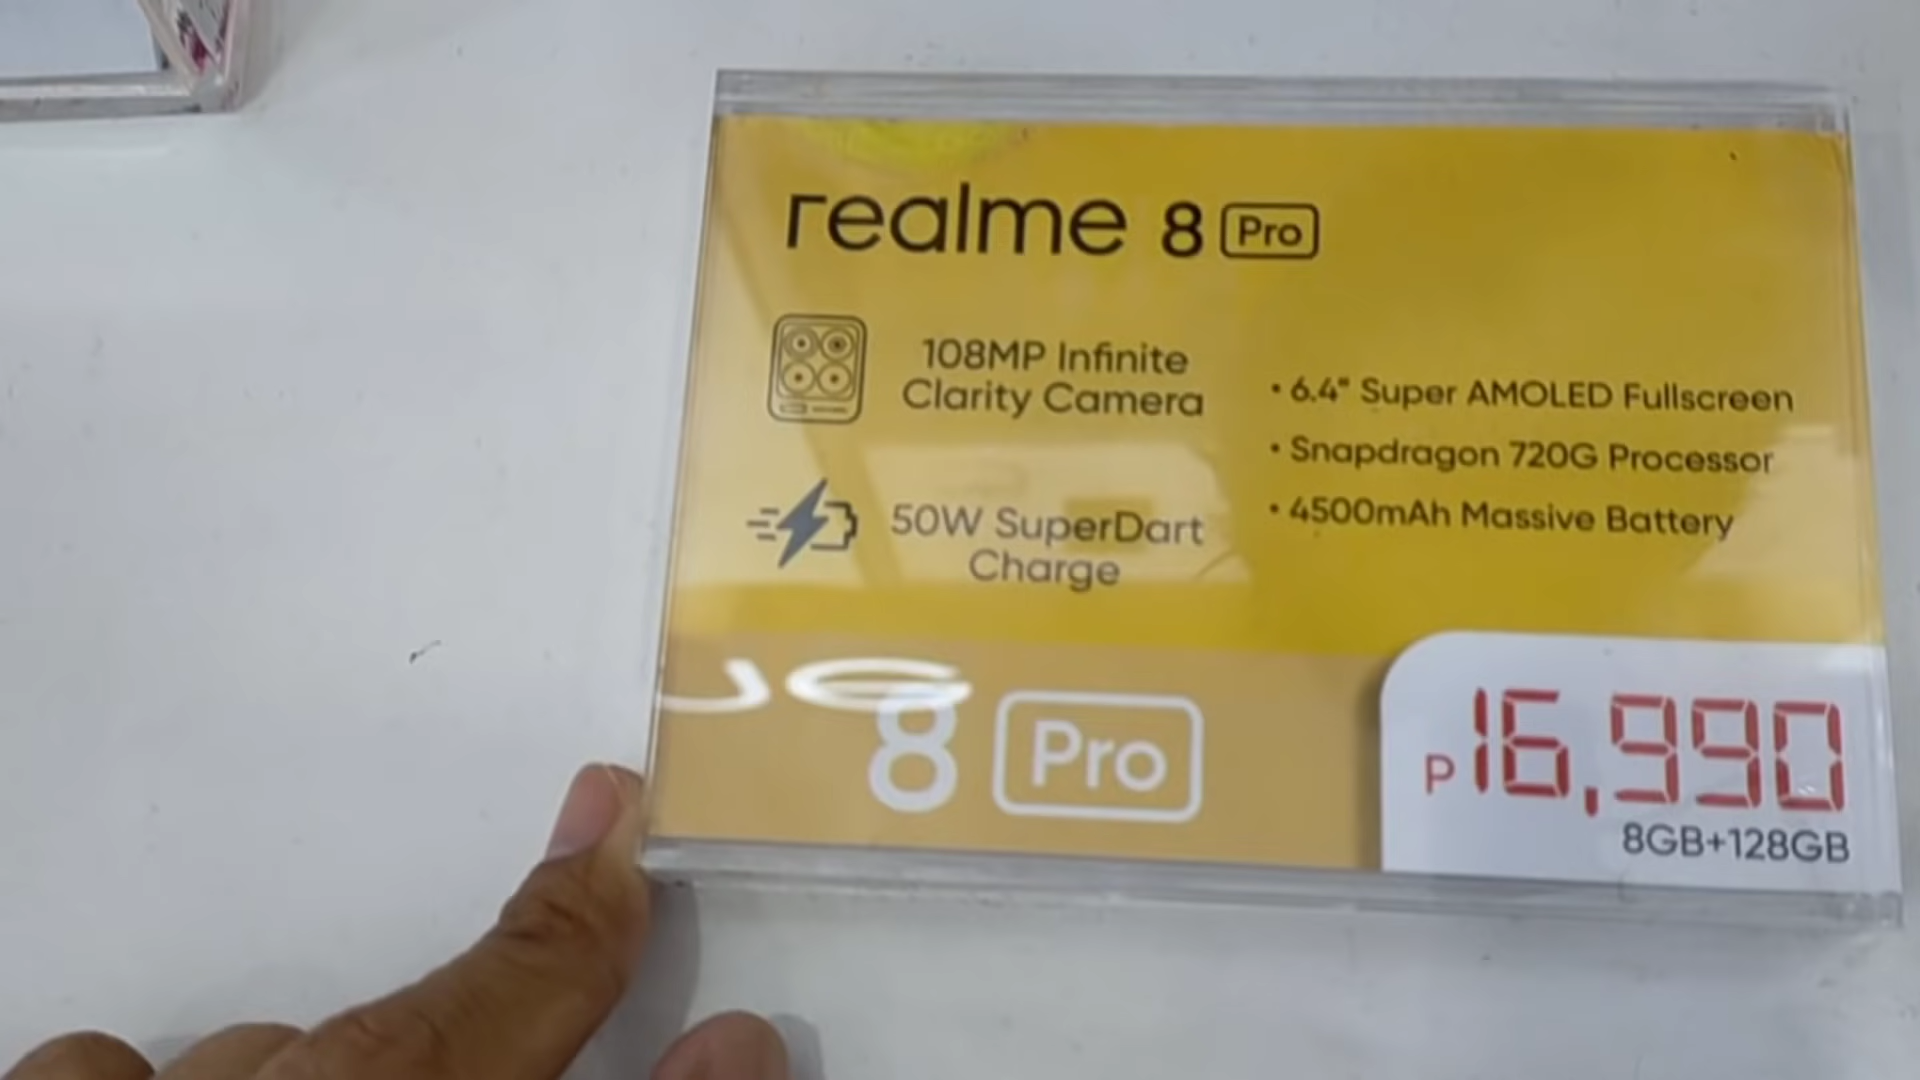 realme 8 Pro
108MP Infinite
Clarity Camera
50W SuperDart
Charge
• 6.4" Super AMOLED Fullscreen
• Snapdragon 720G Processor
• 4500mAh Massive Battery
8 Pro
P16,990
8GB+128GB